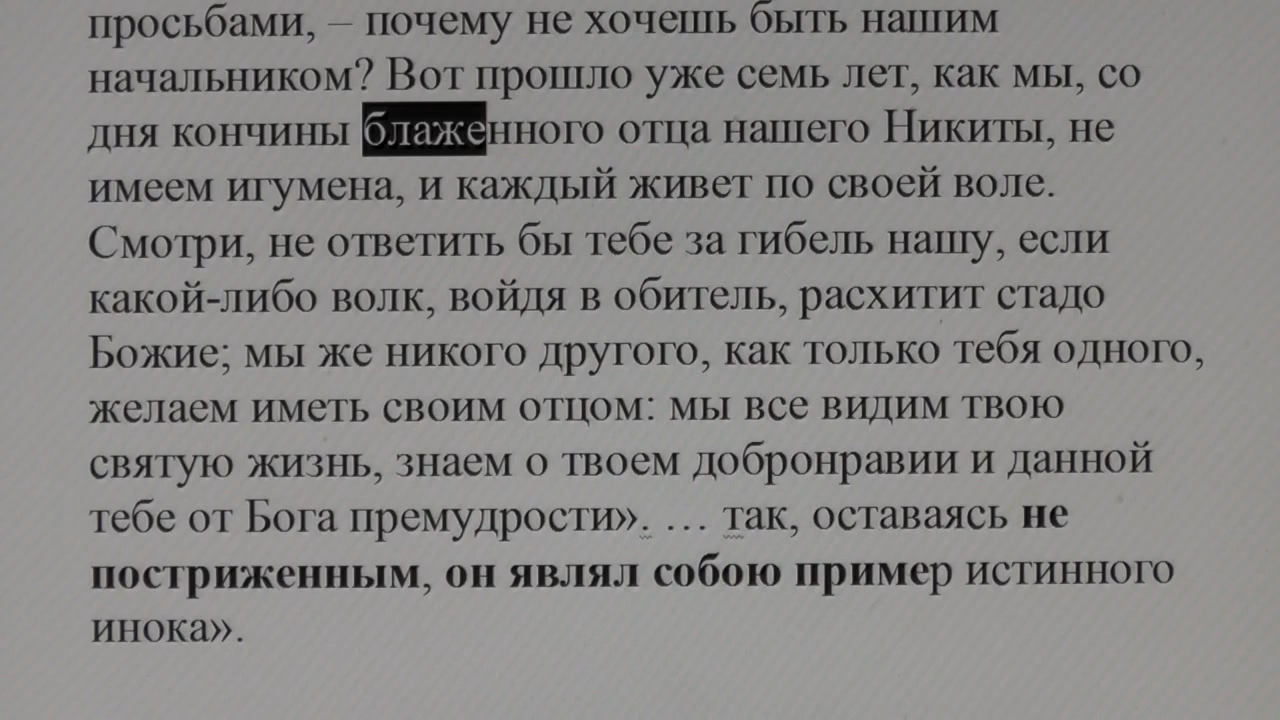 просьбами, – почему не хочешь быть нашим
начальником? Вот прошло уже семь лет, как мы, со
дня кончины блаженного отца нашего Никиты, не
имеем игумена, и каждый живет по своей воле.
Смотри, не ответить бы тебе за гибель нашу, если
какой-либо волк, войдя в обитель, расхитит стадо
Божие; мы же никого другого, как только тебя одного,
желаем иметь своим отцом: мы все видим твою
святую жизнь, знаем о твоем добронравии и данной
тебе от Бога премудрости». … так, оставаясь не
постриженным, он являл собою пример истинного
инока».